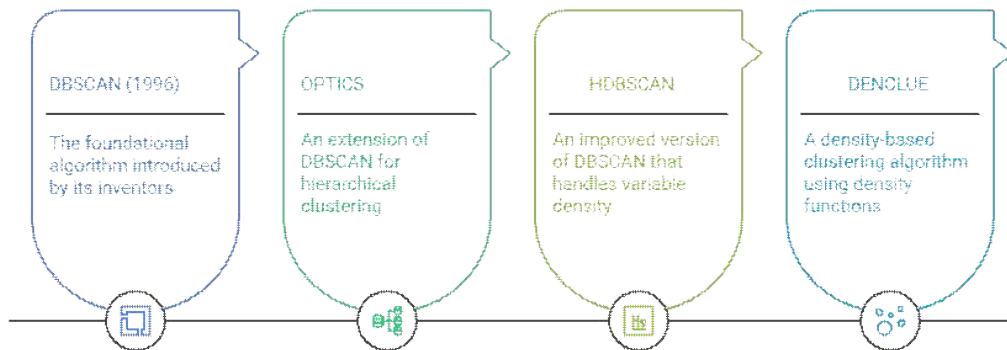 DBSCAN (1996)
The foundational
algorithm introduced
by its inventors
OPTICS
An extension of
DBSCAN for
hierarchical
clustering
HDBSCAN
An improved version
of DBSCAN that
handles variable
density
DENCLUE
A density-based
clustering algorithm
using density
functions